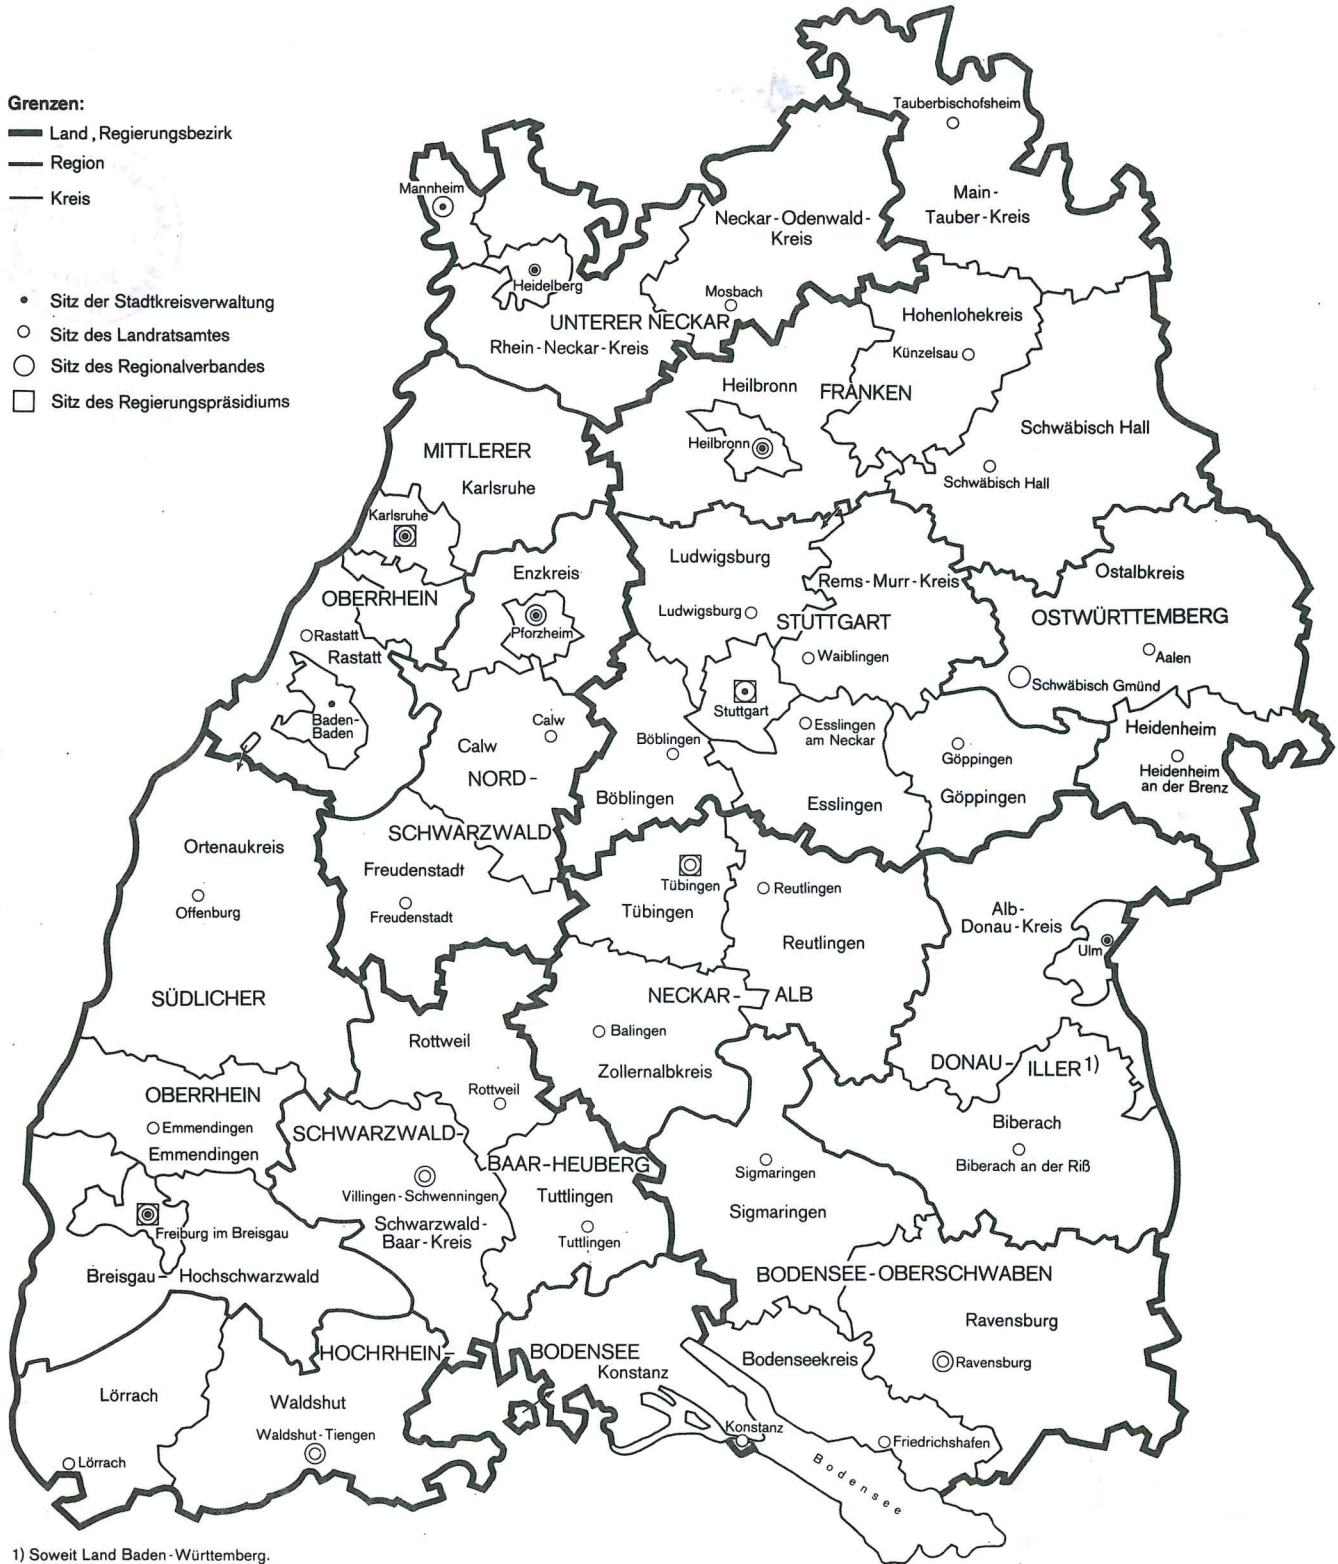 Grenzen:
Land, Regierungsbezirk
Region
Kreis
Sitz der Stadtkreisverwaltung
Sitz des Landratsamtes
Sitz des Regionalverbandes
Sitz des Regierungspräsidiums
Tauberbischofsheim
Main-
Tauber-Kreis
Mannheim
Neckar-Odenwald-
Kreis
Heidelberg
Mosbach
UNTERER NECKAR
Rhein-Neckar-Kreis
Hohenlohekreis
Künzelsau
Heilbronn
FRANKEN
Heilbronn
Schwäbisch Hall
Schwäbisch Hall
MITTLERER
Karlsruhe
Karlsruhe
Enzkreis
Pforzheim
OBERRHEIN
Rastatt
Rastatt
Baden-
Baden
Ludwigsburg
Ludwigsburg
Rems-Murr-Kreis
STUTTGART
Waiblingen
Stuttgart
Ostalbkreis
OSTWÜRTTEMBERG
Aalen
Schwäbisch Gmünd
Heidenheim
Heidenheim
an der Brenz
Calw
Calw
NORD-
SCHWARZWALD
Böblingen
Böblingen
Esslingen
am Neckar
Esslingen
Göppingen
Göppingen
Ortenaukreis
Offenburg
Freudenstadt
Freudenstadt
Tübingen
Tübingen
Reutlingen
Reutlingen
Alb-
Donau-Kreis
Ulm
SÜDLICHER
OBERRHEIN
NECKAR-ALB
Balingen
Zollernalbkreis
Rottweil
Rottweil
DONAU-ILLER 1)
Biberach
Biberach an der Riß
Emmendingen
Emmendingen
SCHWARZWALD-
BAAR-HEUBERG
Villingen-Schwenningen
Schwarzwald-
Baar-Kreis
Tuttlingen
Tuttlingen
Sigmaringen
Sigmaringen
Freiburg im Breisgau
Breisgau-Hochschwarzwald
BODENSEE-OBERSCHWABEN
Ravensburg
Ravensburg
Bodenseekreis
Friedrichshafen
HOCHRHEIN-
BODENSEE
Konstanz
Konstanz
Bodensee
Lörrach
Lörrach
Waldshut
Waldshut-Tiengen
1) Soweit Land Baden-Württemberg.